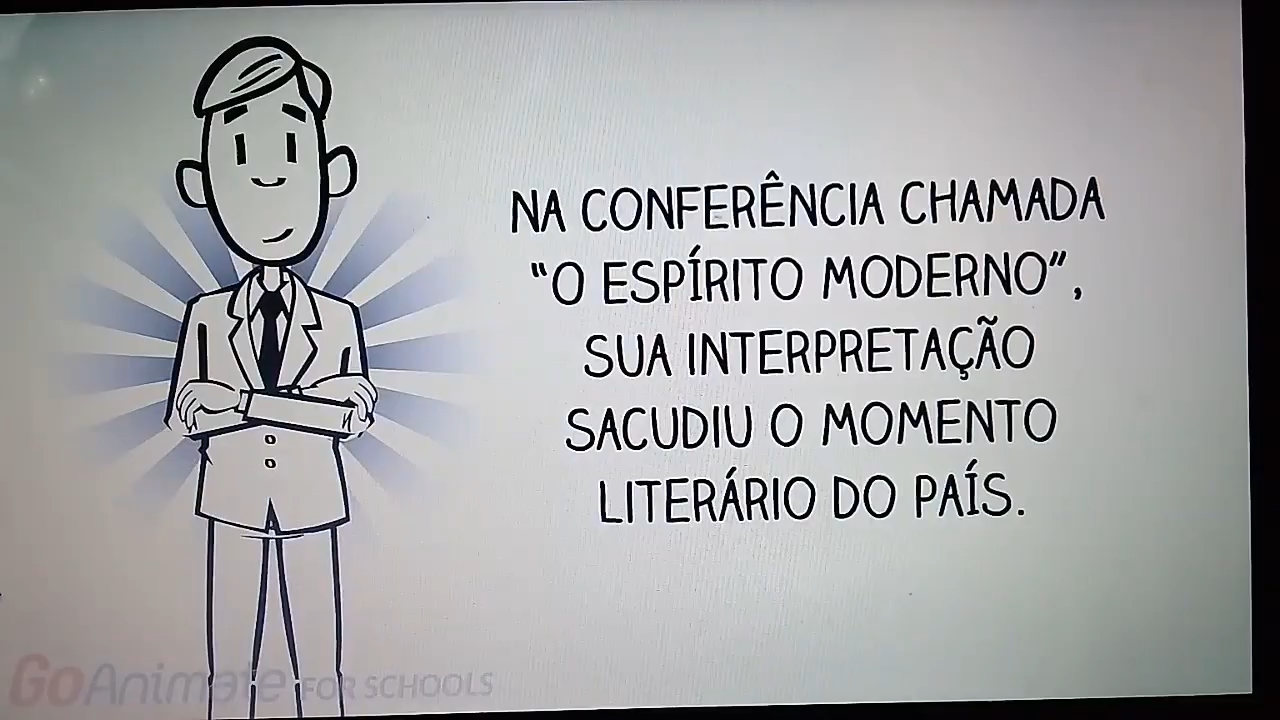 NA CONFERÊNCIA CHAMADA
"O ESPÍRITO MODERNO",
SUA INTERPRETAÇÃO
SACUDIU O MOMENTO
LITERÁRIO DO PAÍS.
GoAnimate FOR SCHOOLS